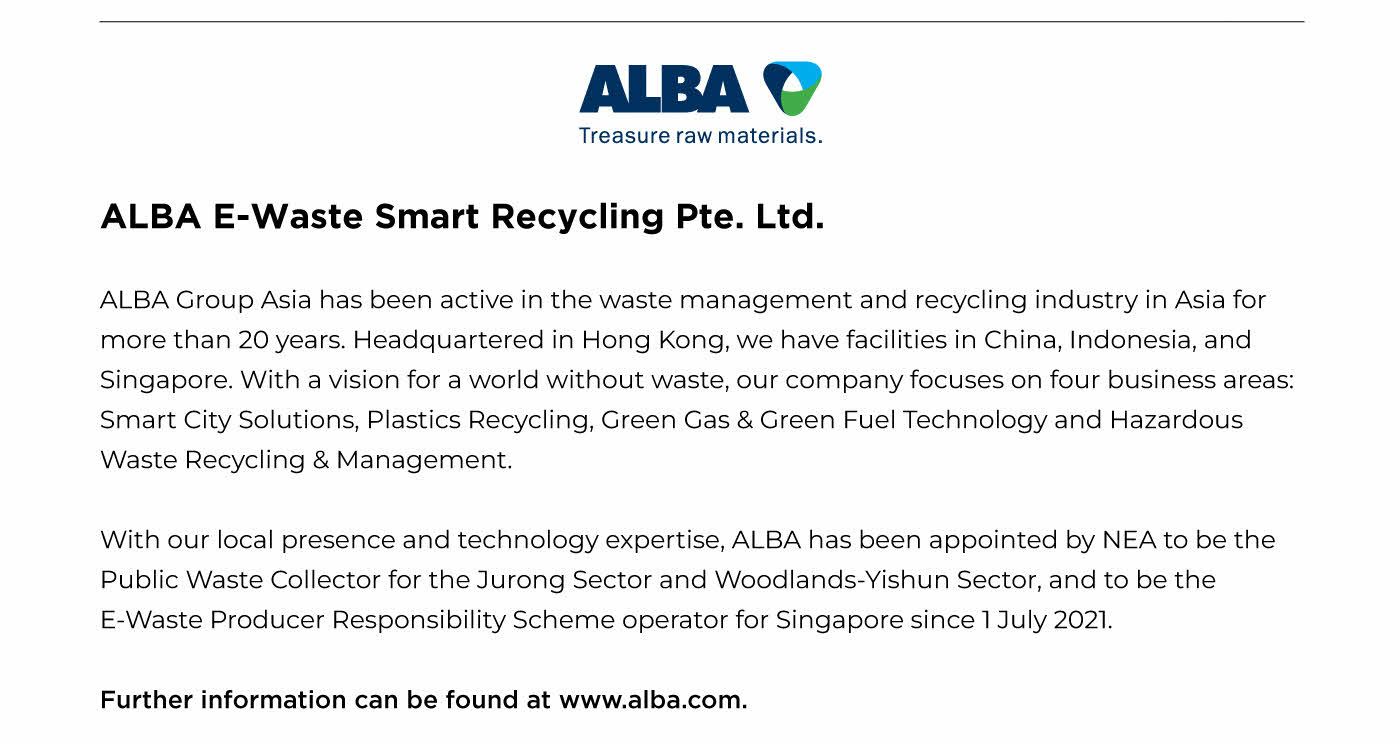 ALBA
Treasure raw materials.
ALBA E-Waste Smart Recycling Pte. Ltd.
ALBA Group Asia has been active in the waste management and recycling industry in Asia for
more than 20 years. Headquartered in Hong Kong, we have facilities in China, Indonesia, and
Singapore. With a vision for a world without waste, our company focuses on four business areas:
Smart City Solutions, Plastics Recycling, Green Gas & Green Fuel Technology and Hazardous
Waste Recycling & Management.
With our local presence and technology expertise, ALBA has been appointed by NEA to be the
Public Waste Collector for the Jurong Sector and Woodlands-Yishun Sector, and to be the
E-Waste Producer Responsibility Scheme operator for Singapore since 1 July 2021.
Further information can be found at www.alba.com.